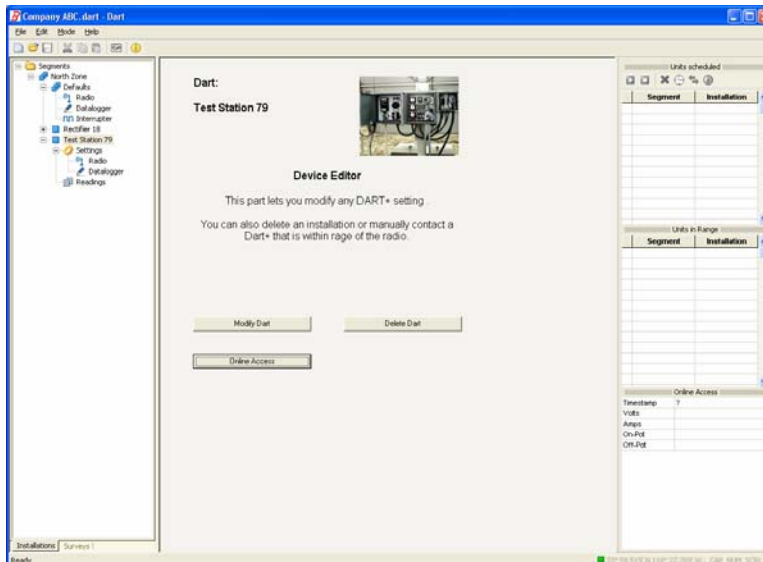 Company ABC.dart - Dart
File Edit Mode Help
Segments
North Zone
Defaults
Radio
Datalogger
Interrupter
Rectifier 18
Test Station 79
Settings
Radio
Datalogger
Readings
Installations Surveys
Ready
Dart:
Test Station 79
Device Editor
This part lets you modify any DART+ setting .
You can also delete an installation or manually contact a
Dart+ that is within rage of the radio.
Modify Dart Delete Dart
Online Access
Units scheduled
Segment Installation
Units in Range
Segment Installation
Online Access
Timestamp ?
Volts
Amps
On-Pot
Off-Pot